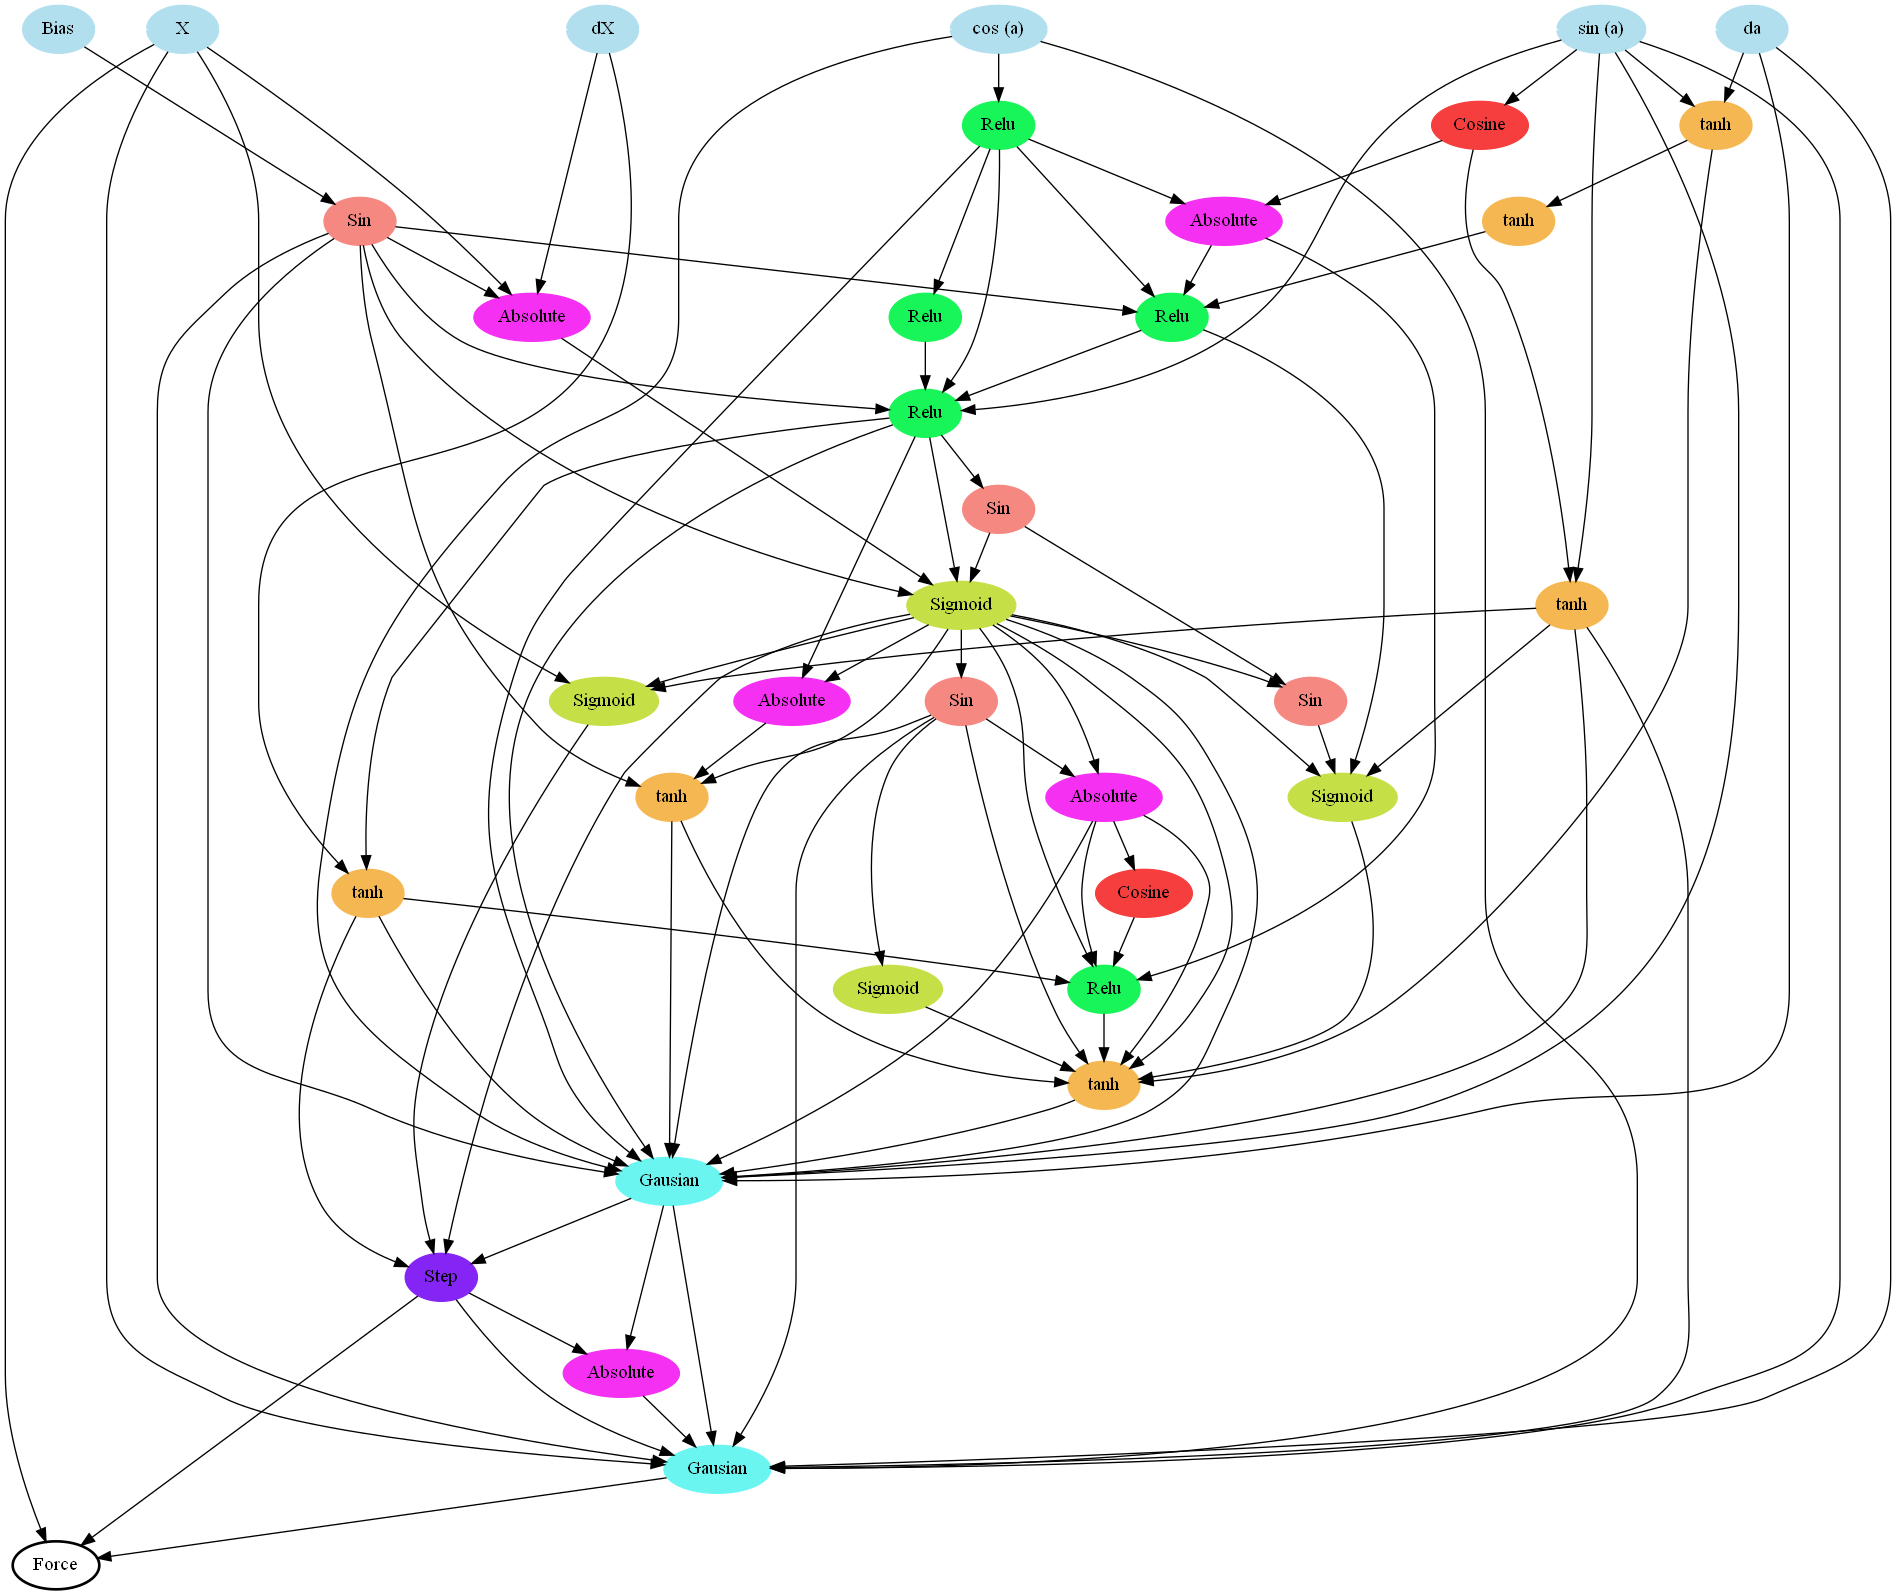 Bias
X
dX
cos (a)
sin (a)
da
Relu
Cosine
tanh
Sin
Absolute
tanh
Absolute
Relu
Relu
Relu
Sin
Sigmoid
tanh
Sigmoid
Absolute
Sin
Sin
tanh
Absolute
Sigmoid
tanh
Cosine
Sigmoid
Relu
tanh
Gausian
Step
Absolute
Gausian
Force